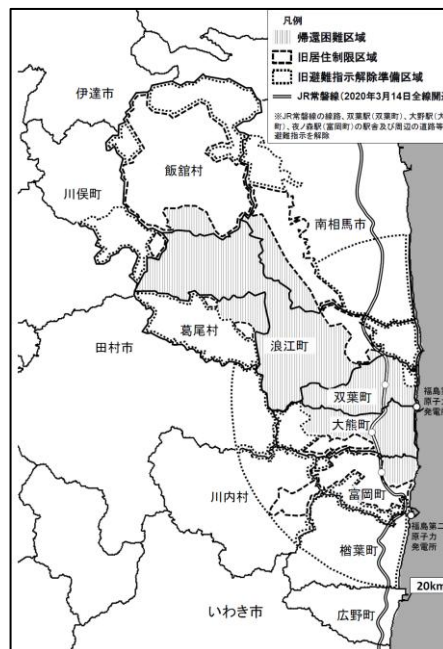 凡例
帰還困難区域
旧居住制限区域
旧避難指示解除準備区域
JR常磐線(2020年3月14日全線開
※JR常磐線の線路、双葉駅(双葉町)、大野駅(大
町)、夜ノ森駅(富岡町)の駅舎及び周辺の道路等
避難指示を解除
伊達市
飯舘村
川俣町
南相馬市
田村市
葛尾村
浪江町
双葉町
福島第
原子力
発電所
大熊町
川内村
富岡町
福島第二
原子力
発電所
楢葉町
20km
いわき市
広野町